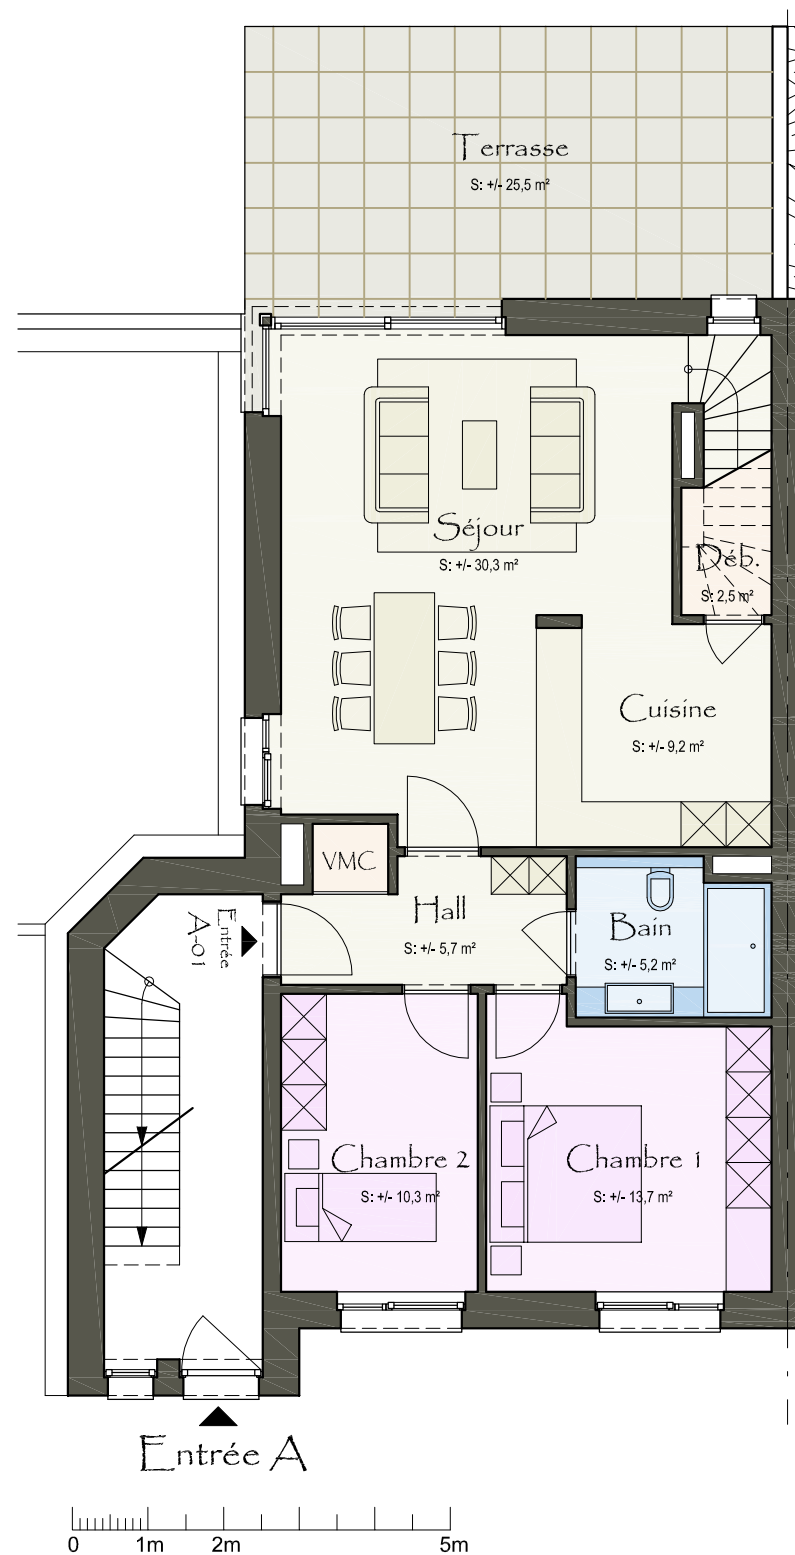 Terrasse
S: +/- 25,5 m²
Séjour
S: +/- 30,3 m²
Déb.
S: 2,5 m²
Cuisine
S: +/- 9,2 m²
VMC
Hall
S: +/- 5,7 m²
Entrée
A-01
Bain
S: +/- 5,2 m²
Chambre 2
S: +/- 10,3 m²
Chambre 1
S: +/- 13,7 m²
Entrée A
0 1m 2m 5m